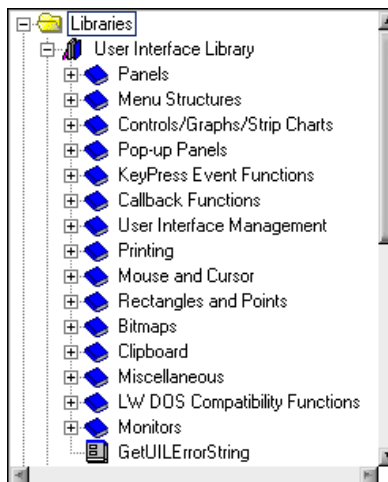 Libraries
User Interface Library
Panels
Menu Structures
Controls/Graphs/Strip Charts
Pop-up Panels
KeyPress Event Functions
Callback Functions
User Interface Management
Printing
Mouse and Cursor
Rectangles and Points
Bitmaps
Clipboard
Miscellaneous
LW DOS Compatibility Functions
Monitors
GetUILErrorString